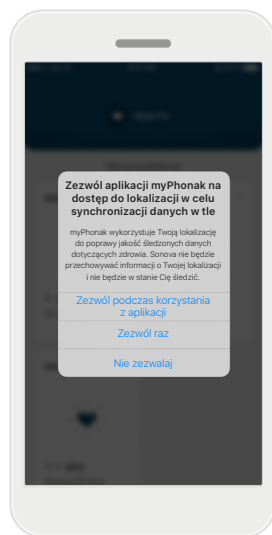 HEALTH
Zezwól aplikacji myPhonak na
dostęp do lokalizacji w celu
synchronizacji danych w tle
myPhonak wykorzystuje Twoją lokalizację
do poprawy jakość śledzonych danych
dotyczących zdrowia. Sonova nie będzie
przechowywać informacji o Twojej lokalizacji
i nie będzie w stanie Cię śledzić.
Zezwól podczas korzystania
z aplikacji
Zezwól raz
Nie zezwalaj